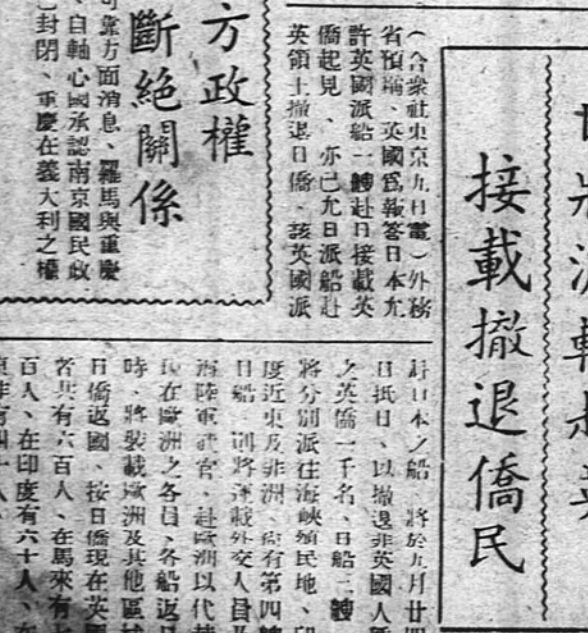 接載撤退僑民
(合衆社東京九日電)外務
省預稱、英國爲報答日本允
許英國派船一艘赴日接載英
僑起見、亦已允日派船赴
英領土撤退日僑、該英國派
赴日本之船、將於九月廿四
日抵日、以撤退非英國人
之英僑一千名、日船三艘
將分別派往海峽殖民地、印
度近東及非洲、尚有第四艘
日船、則將運載外交人員及
海陸軍武官、赴歐洲以代替
現在歐洲之各員、各船返日
時、將裝載歐洲及其他區域
日僑返國、按日僑現在英國
者共有六百人、在馬來有七
百人、在印度有六十人、在
方政權
斷絕關係
可靠方面消息、羅馬與重慶
自軸心國承認南京國民政
已封閉、重慶在義大利之權